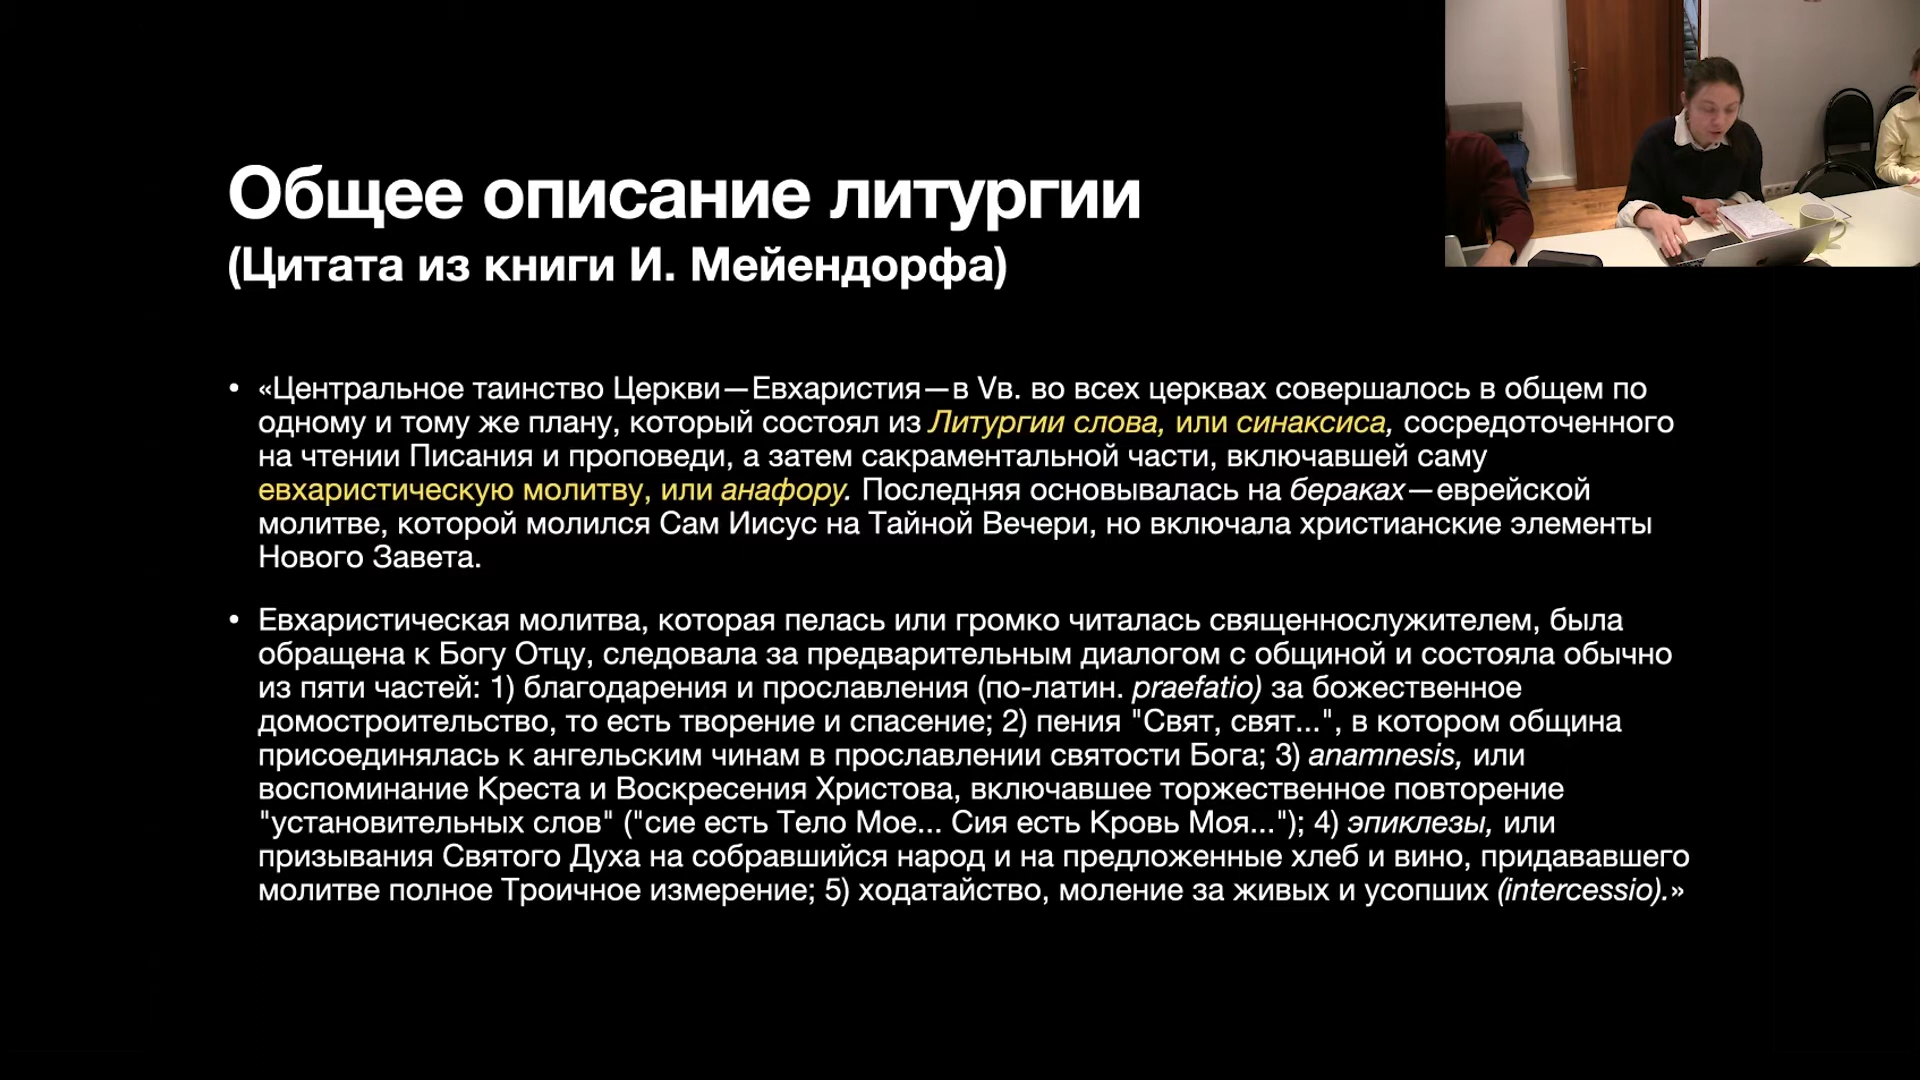 Общее описание литургии
(Цитата из книги И. Мейендорфа)
• «Центральное таинство Церкви—Евхаристия—в Vв. во всех церквах совершалось в общем по
одному и тому же плану, который состоял из Литургии слова, или синаксиса, сосредоточенного
на чтении Писания и проповеди, а затем сакраментальной части, включавшей саму
евхаристическую молитву, или анафору. Последняя основывалась на бераках—еврейской
молитве, которой молился Сам Иисус на Тайной Вечери, но включала христианские элементы
Нового Завета.
• Евхаристическая молитва, которая пелась или громко читалась священнослужителем, была
обращена к Богу Отцу, следовала за предварительным диалогом с общиной и состояла обычно
из пяти частей: 1) благодарения и прославления (по-латин. praefatio) за божественное
домостроительство, то есть творение и спасение; 2) пения "Свят, свят...", в котором община
присоединялась к ангельским чинам в прославлении святости Бога; 3) anamnesis, или
воспоминание Креста и Воскресения Христова, включавшее торжественное повторение
"установительных слов" ("сие есть Тело Мое... Сия есть Кровь Моя..."); 4) эпиклезы, или
призывания Святого Духа на собравшийся народ и на предложенные хлеб и вино, придававшего
молитве полное Троичное измерение; 5) ходатайство, моление за живых и усопших (intercessio).»